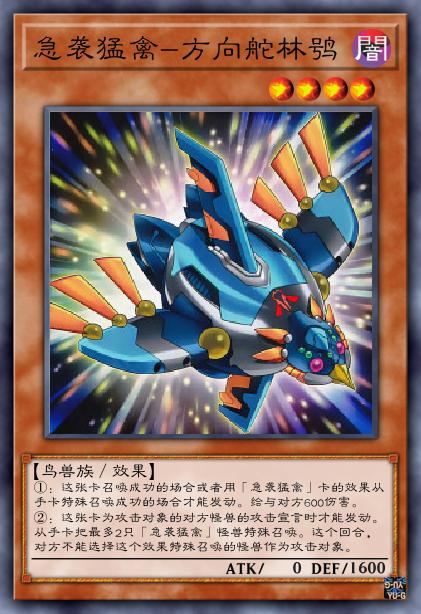 急袭猛禽-方向舵林鸮
闇
【鸟兽族／效果】
①：这张卡召唤成功的场合或者用「急袭猛禽」卡的效果从
手卡特殊召唤成功的场合才能发动。给与对方600伤害。
②：这张卡为攻击对象的对方怪兽的攻击宣言时才能发动。
从手卡把最多2只「急袭猛禽」怪兽特殊召唤。这个回合，
对方不能选择这个效果特殊召唤的怪兽作为攻击对象。
ATK/ 0 DEF/1600